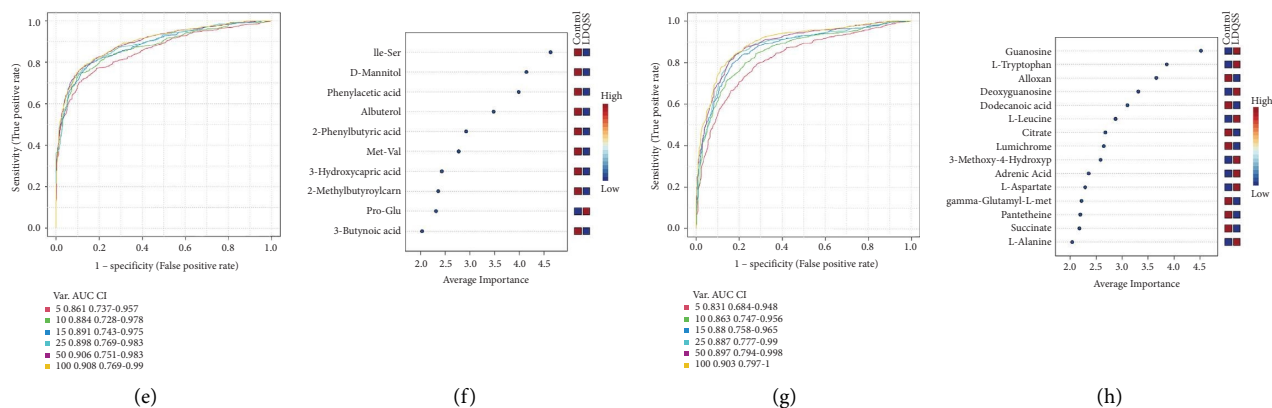 Sensitivity (True positive rate)
1.0
0.8
0.6
0.4
0.2
0.0
0.0 0.2 0.4 0.6 0.8 1.0
1 – specificity (False positive rate)
Var. AUC CI
5 0.861 0.737-0.957
10 0.884 0.728-0.978
15 0.891 0.743-0.975
25 0.898 0.769-0.983
50 0.906 0.751-0.983
100 0.908 0.769-0.99
(e)
Control
LDQSS
Ile-Ser
D-Mannitol
Phenylacetic acid
Albuterol
2-Phenylbutyric acid
Met-Val
3-Hydroxycapric acid
2-Methylbutyroylcarn
Pro-Glu
3-Butynoic acid
High
Low
2.0 2.5 3.0 3.5 4.0 4.5
Average Importance
(f)
Sensitivity (True positive rate)
1.0
0.8
0.6
0.4
0.2
0.0
0.0 0.2 0.4 0.6 0.8 1.0
1 – specificity (False positive rate)
Var. AUC CI
5 0.831 0.684-0.948
10 0.863 0.747-0.956
15 0.88 0.758-0.965
25 0.887 0.777-0.99
50 0.897 0.794-0.998
100 0.903 0.797-1
(g)
Control
LDQSS
Guanosine
L-Tryptophan
Alloxan
Deoxyguanosine
Dodecanoic acid
L-Leucine
Citrate
Lumichrome
3-Methoxy-4-Hydroxyp
Adrenic Acid
L-Aspartate
gamma-Glutamyl-L-met
Pantetheine
Succinate
L-Alanine
High
Low
2.0 2.5 3.0 3.5 4.0 4.5
Average Importance
(h)